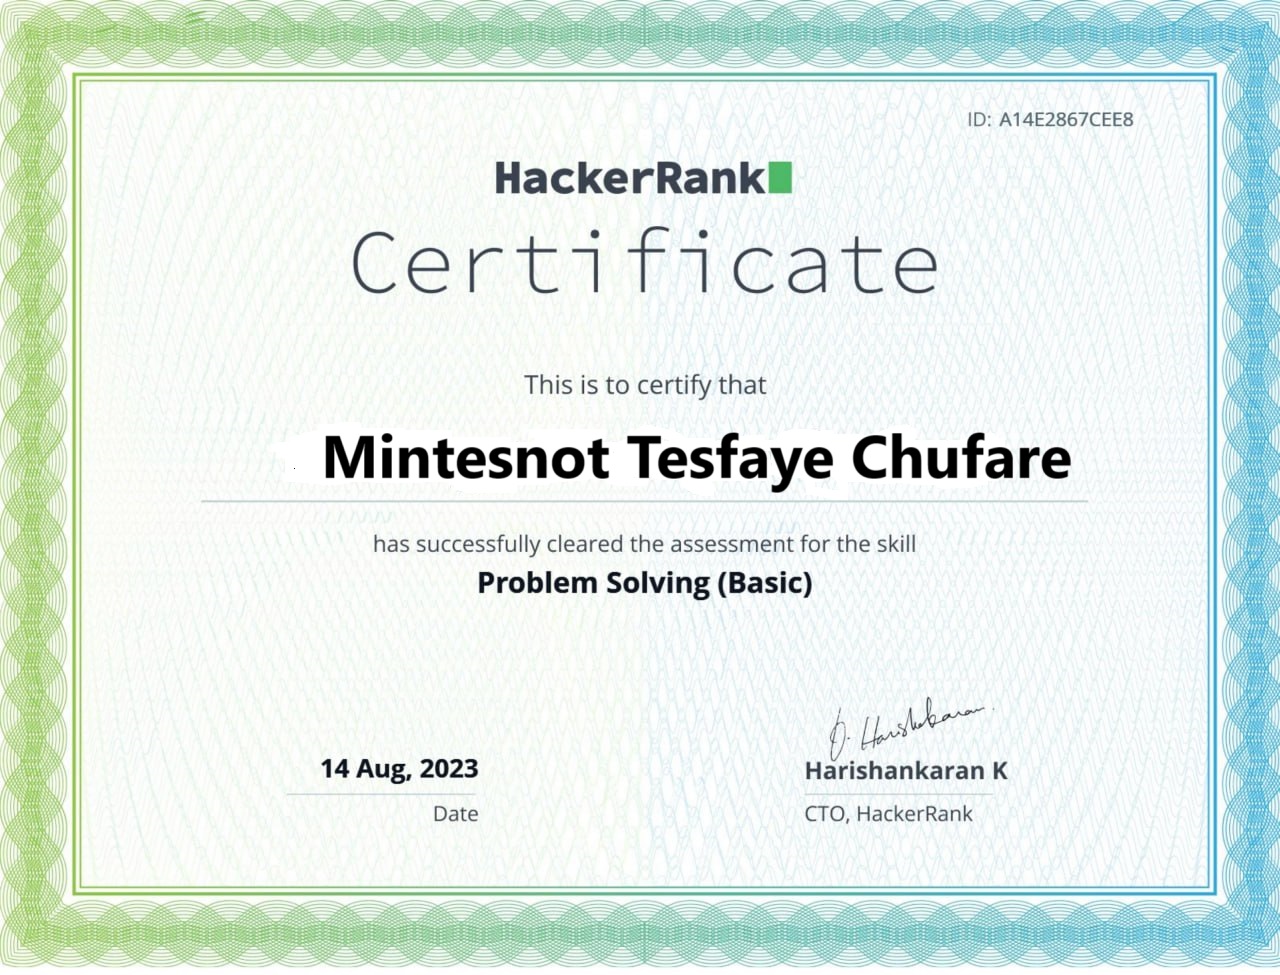 ID: A14E2867CEE8
HackerRank
Certificate
This is to certify that
Mintesnot Tesfaye Chufare
has successfully cleared the assessment for the skill
Problem Solving (Basic)
D. Harishankaran
14 Aug, 2023
Harishankaran K
Date
CTO, HackerRank